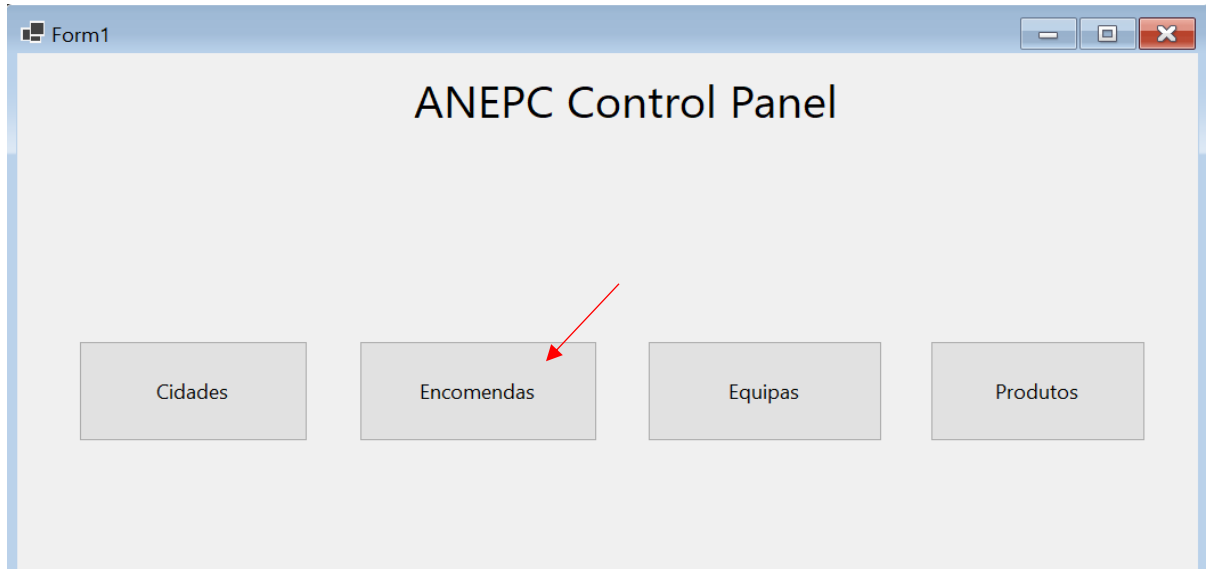 Form1
ANEPC Control Panel
Cidades
Encomendas
Equipas
Produtos